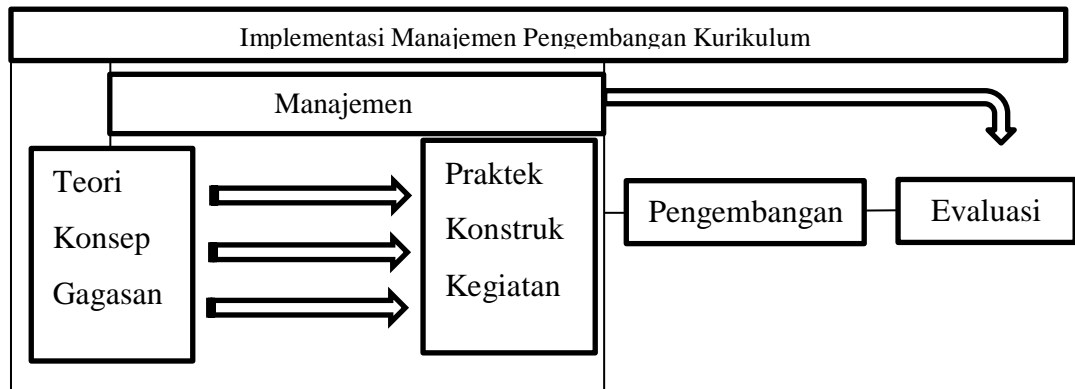 Implementasi Manajemen Pengembangan Kurikulum
Manajemen
Teori
Konsep
Gagasan
Praktek
Konstruk
Kegiatan
Pengembangan
Evaluasi